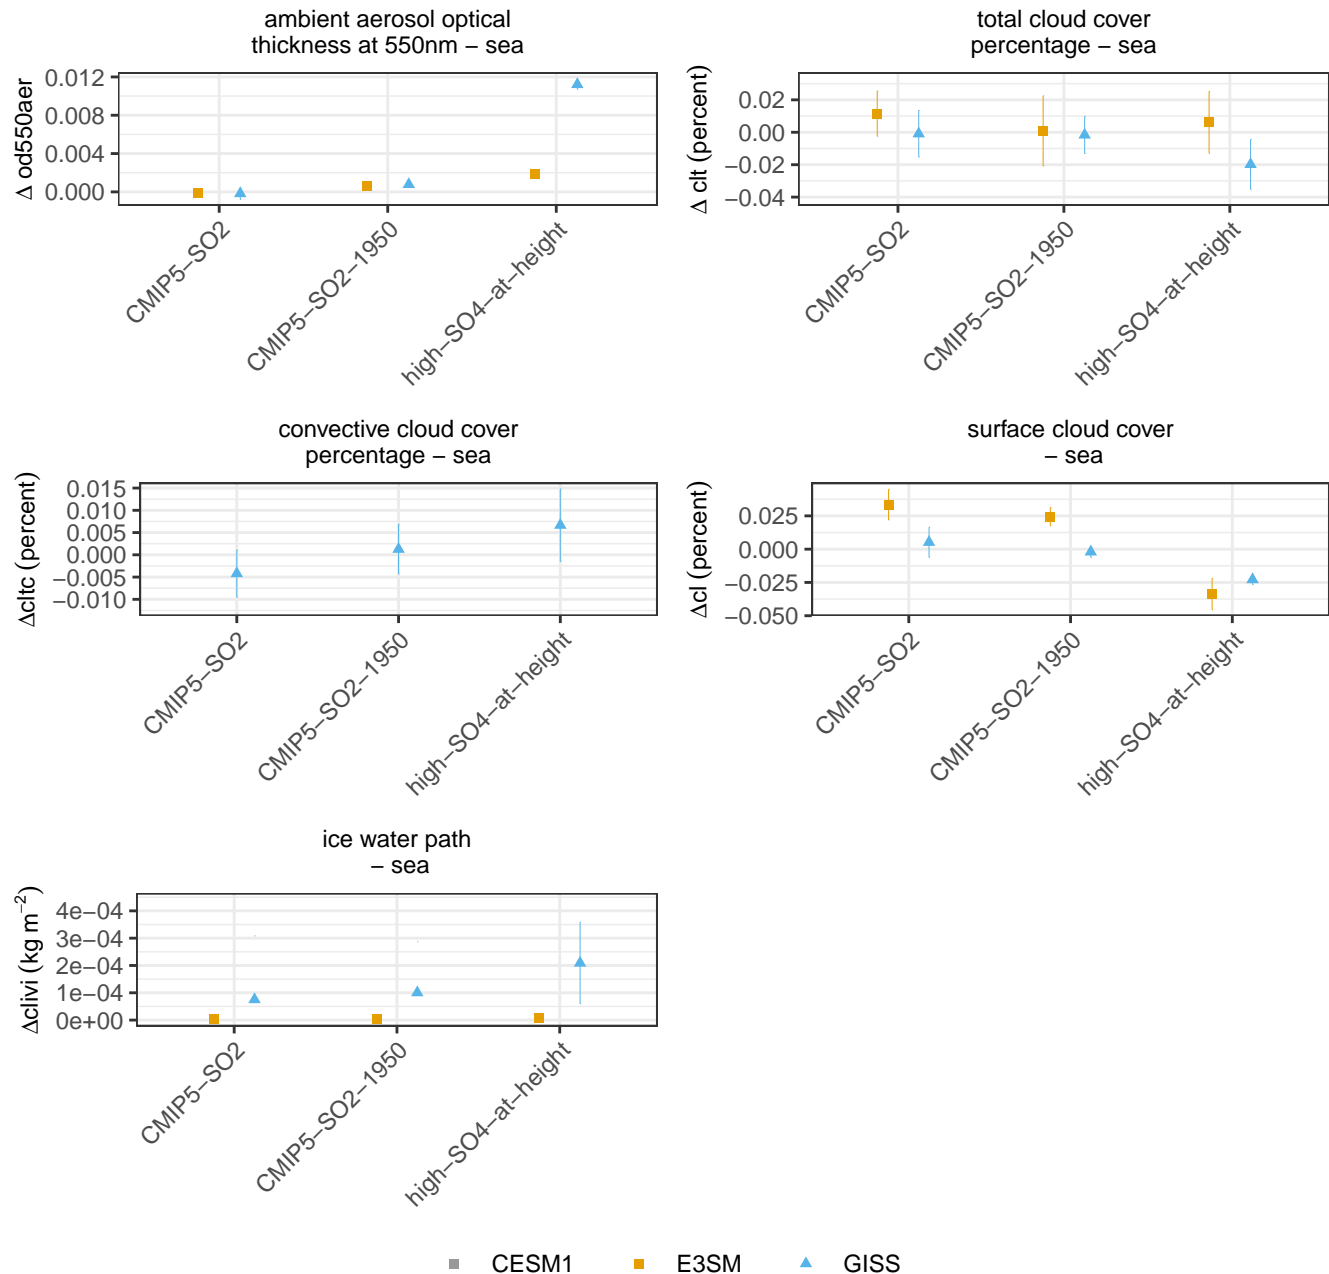 ambient aerosol optical
thickness at 550nm − sea
Δ od550aer
0.012
0.008
0.004
0.000
CMIP5−SO2
CMIP5−SO2−1950
high−SO4−at−height
total cloud cover
percentage − sea
Δ clt (percent)
0.02
0.00
−0.02
−0.04
CMIP5−SO2
CMIP5−SO2−1950
high−SO4−at−height
convective cloud cover
percentage − sea
Δcltc (percent)
0.015
0.010
0.005
0.000
−0.005
−0.010
CMIP5−SO2
CMIP5−SO2−1950
high−SO4−at−height
surface cloud cover
− sea
Δcl (percent)
0.025
0.000
−0.025
−0.050
CMIP5−SO2
CMIP5−SO2−1950
high−SO4−at−height
ice water path
− sea
Δclivi (kg m⁻²)
4e−04
3e−04
2e−04
1e−04
0e+00
CMIP5−SO2
CMIP5−SO2−1950
high−SO4−at−height
CESM1 E3SM GISS